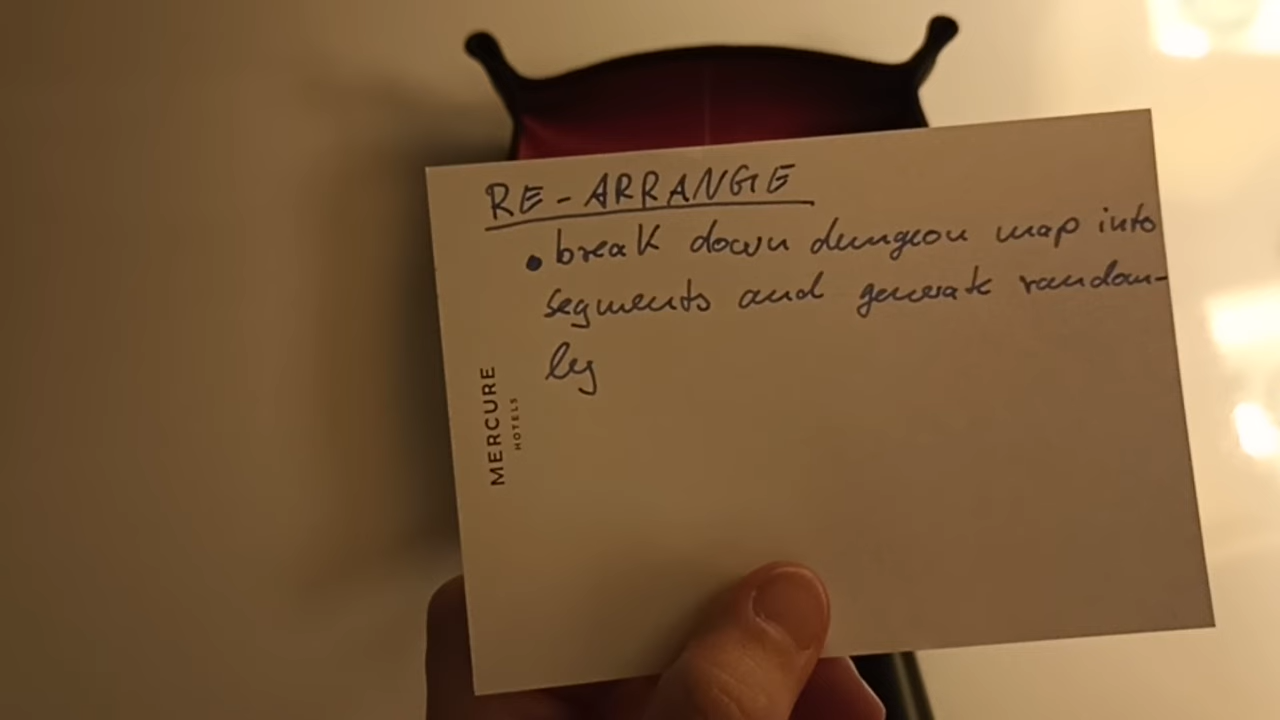 RE-ARRANGE
• break down dungeon map into
segments and generate random-
ly
MERCURE
HOTELS